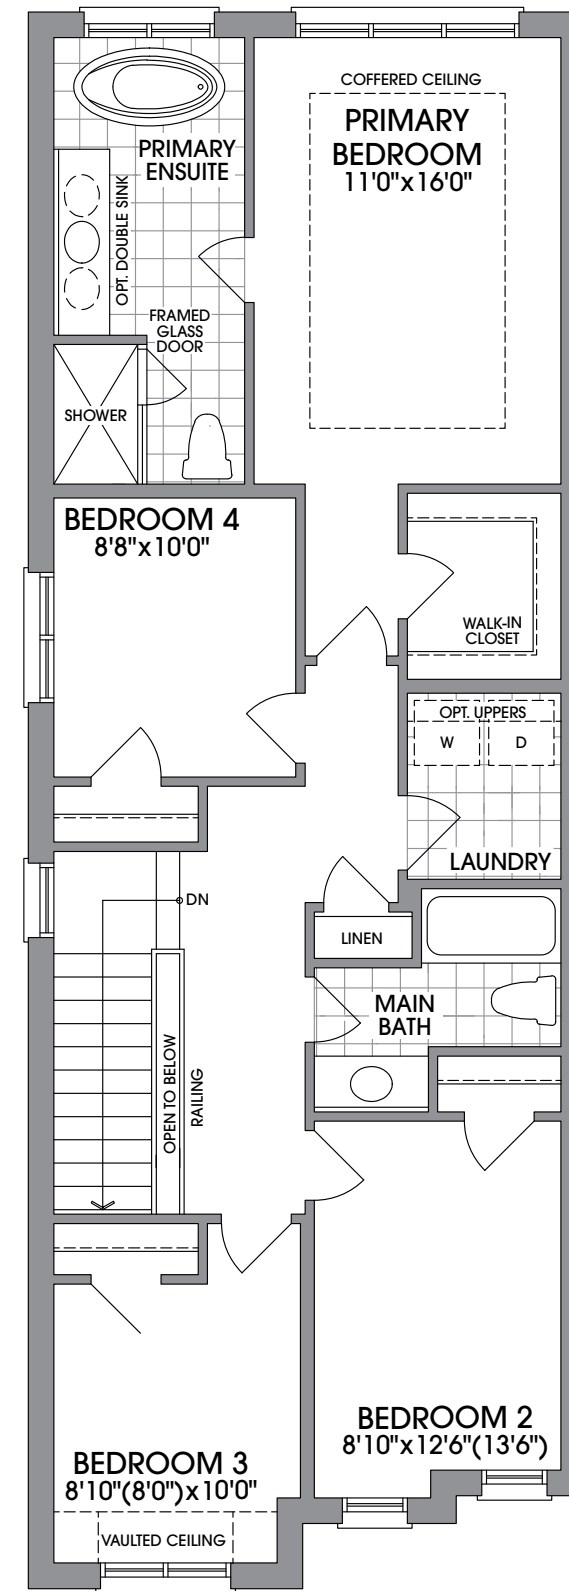 COFFERED CEILING
PRIMARY
BEDROOM
11'0"x16'0"
PRIMARY
ENSUITE
OPT. DOUBLE SINK
FRAMED
GLASS
DOOR
SHOWER
BEDROOM 4
8'8"x10'0"
WALK-IN
CLOSET
OPT. UPPERS
W
D
LAUNDRY
DN
LINEN
MAIN
BATH
OPEN TO BELOW
RAILING
BEDROOM 2
8'10"x12'6"(13'6")
BEDROOM 3
8'10"(8'0")x10'0"
VAULTED CEILING